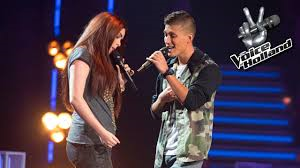 the
Voice
of Holland